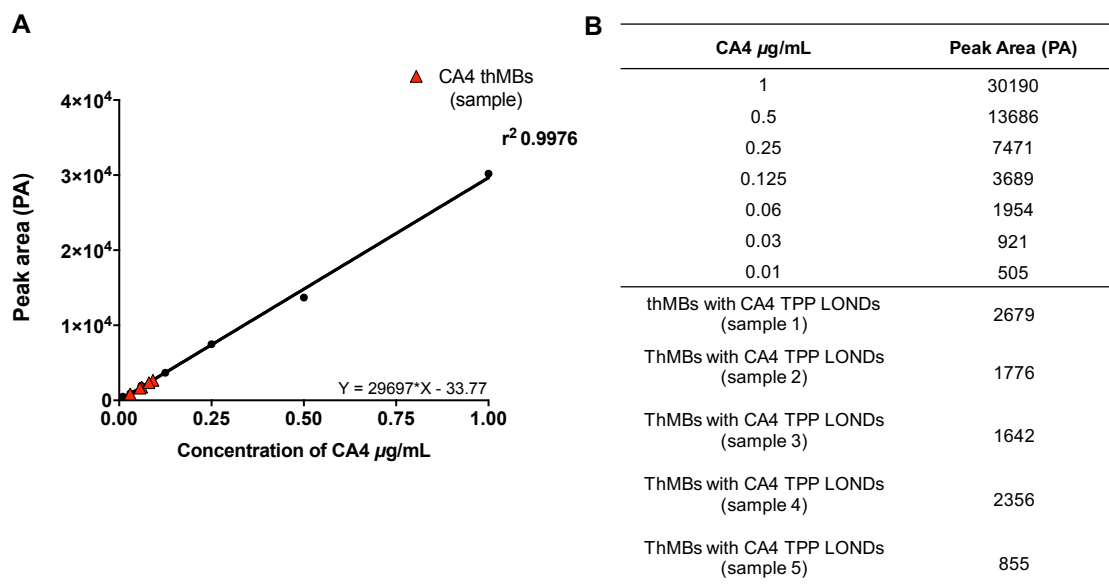 A
CA4 thMBs
(sample)
r² 0.9976
4×10⁴
3×10⁴
2×10⁴
1×10⁴
0
Peak area (PA)
Y = 29697*X - 33.77
0.00 0.25 0.50 0.75 1.00
Concentration of CA4 µg/mL
B
CA4 µg/mL Peak Area (PA)
1 30190
0.5 13686
0.25 7471
0.125 3689
0.06 1954
0.03 921
0.01 505
thMBs with CA4 TPP LONDs
(sample 1) 2679
ThMBs with CA4 TPP LONDs
(sample 2) 1776
ThMBs with CA4 TPP LONDs
(sample 3) 1642
ThMBs with CA4 TPP LONDs
(sample 4) 2356
ThMBs with CA4 TPP LONDs
(sample 5) 855